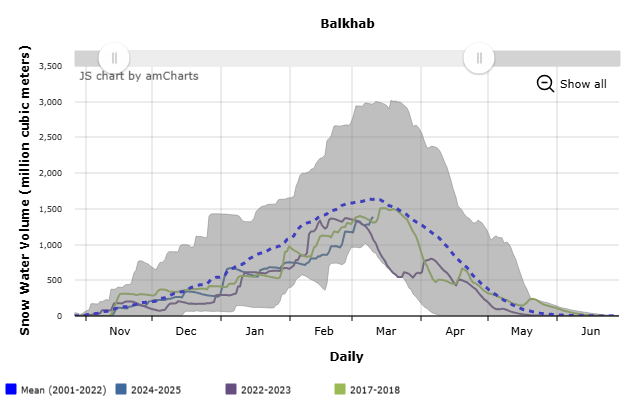 Balkhab
JS chart by amCharts
Show all
Snow Water Volume (million cubic meters)
3,500
3,000
2,500
2,000
1,500
1,000
500
0
Nov Dec Jan Feb Mar Apr May Jun
Daily
Mean (2001-2022) 2024-2025 2022-2023 2017-2018